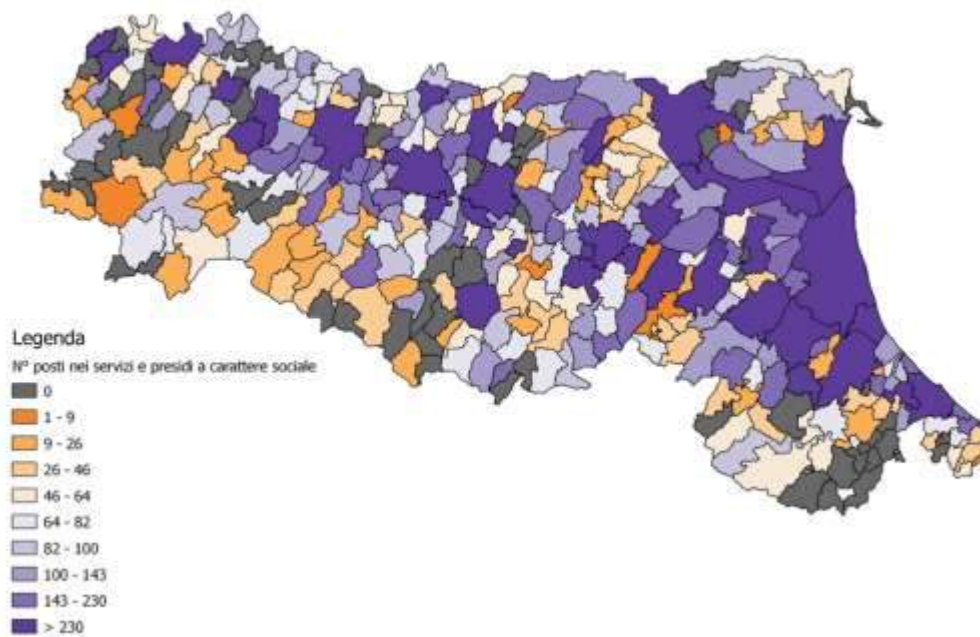 Legenda
N° posti nei servizi e presidi a carattere sociale
0
1 - 9
9 - 26
26 - 46
46 - 64
64 - 82
82 - 100
100 - 143
143 - 230
> 230